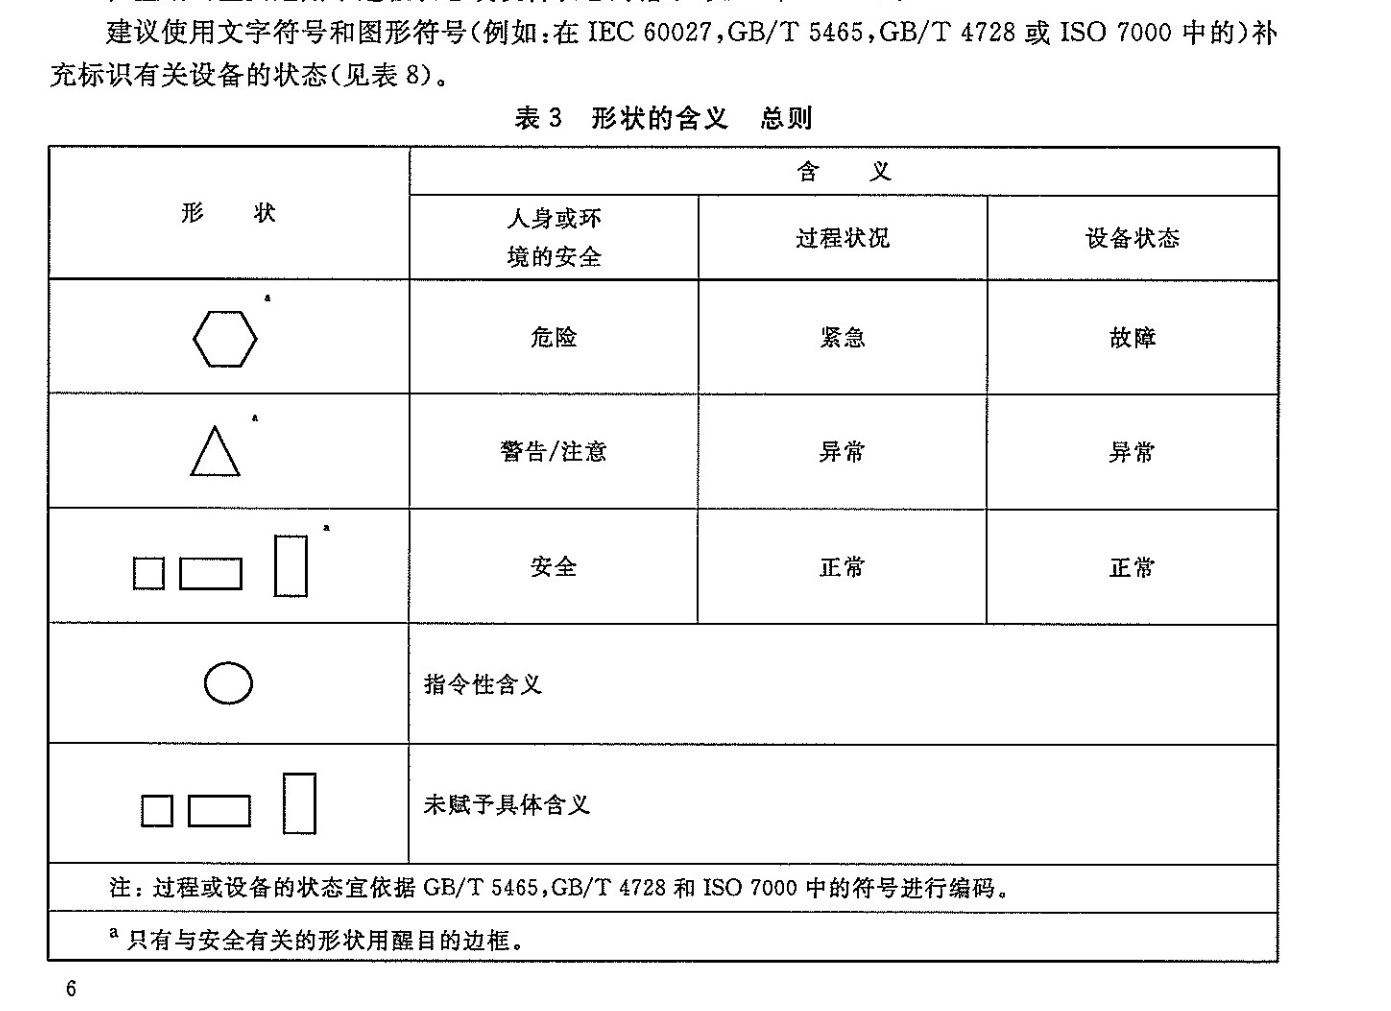 建议使用文字符号和图形符号(例如:在 IEC 60027,GB/T 5465,GB/T 4728 或 ISO 7000 中的)补
充标识有关设备的状态(见表 8)。
表 3 形状的含义 总则
形 状
含 义
人身或环
境的安全
过程状况
设备状态
a
危险
紧急
故障
a
警告/注意
异常
异常
a
安全
正常
正常
指令性含义
未赋予具体含义
注: 过程或设备的状态宜依据 GB/T 5465,GB/T 4728 和 ISO 7000 中的符号进行编码。
a 只有与安全有关的形状用醒目的边框。
6